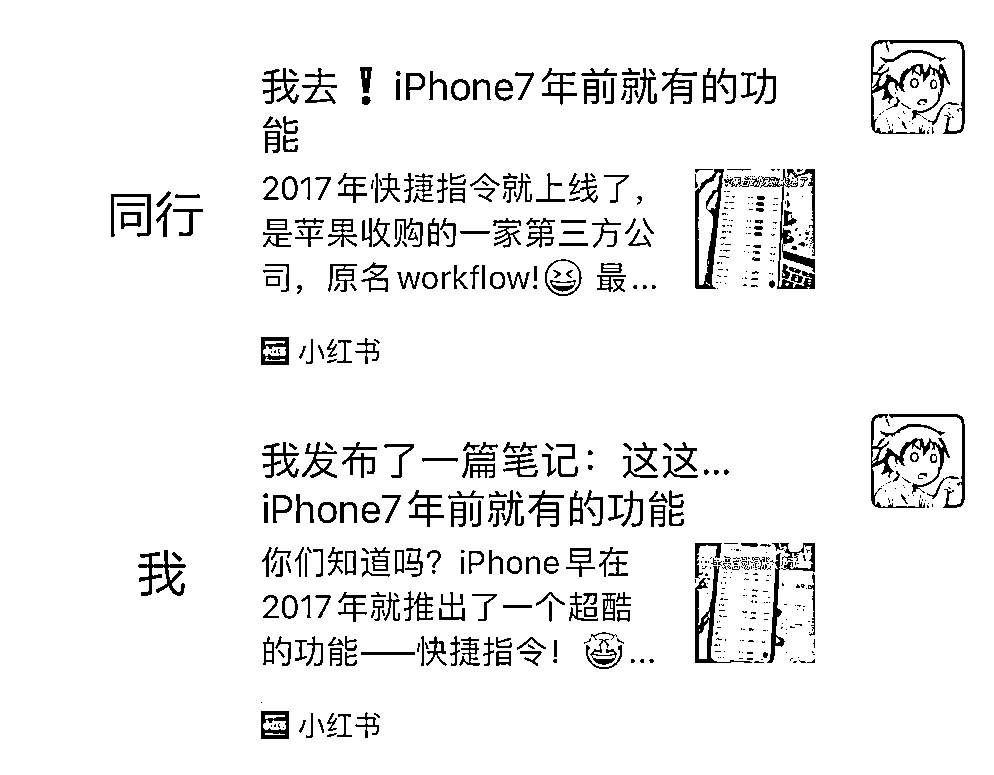 我去❗iPhone7年前就有的功
能
同行
2017年快捷指令就上线了，
是苹果收购的一家第三方公
司，原名workflow!😆 最...
小红书
我发布了一篇笔记：这这...
iPhone7年前就有的功能
我
你们知道吗？iPhone早在
2017年就推出了一个超酷
的功能——快捷指令！🤩...
小红书